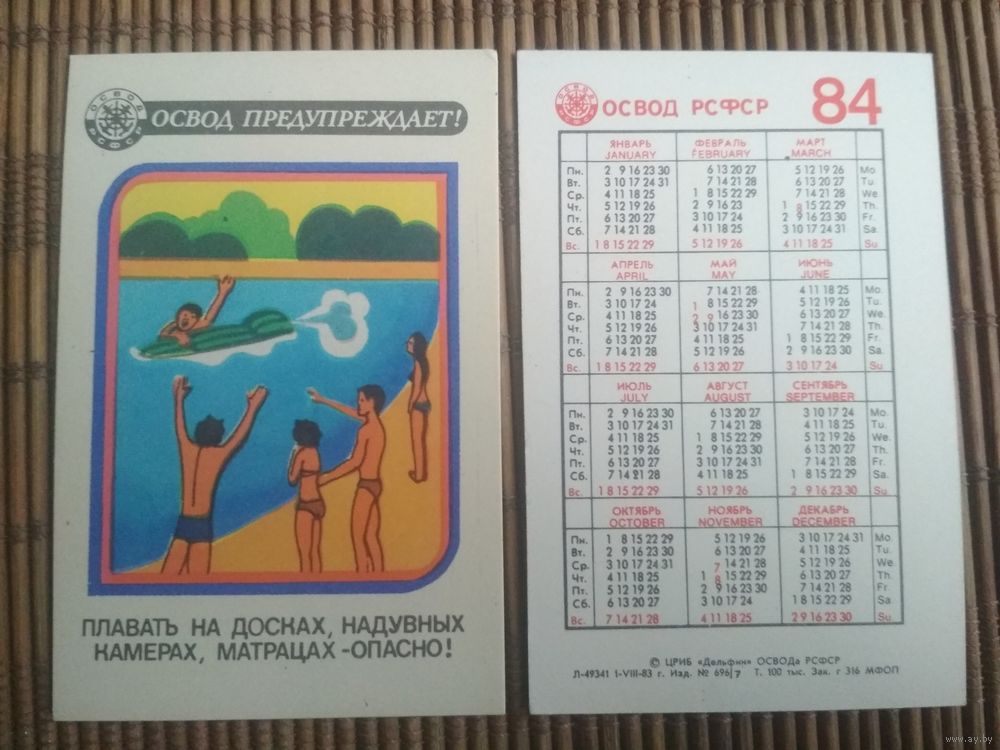 ОСВОД
РСФСР
ОСВОД ПРЕДУПРЕЖДАЕТ!
ПЛАВАТЬ НА ДОСКАХ, НАДУВНЫХ
КАМЕРАХ, МАТРАЦАХ-ОПАСНО!
ОСВОД РСФСР 84
ЯНВАРЬ ФЕВРАЛЬ МАРТ
JANUARY FEBRUARY MARCH
Пн. 2 9 16 23 30 6 13 20 27 5 12 19 26 Mo
Вт. 3 10 17 24 31 7 14 21 28 6 13 20 27 Tu
Ср. 4 11 18 25 1 8 15 22 29 7 14 21 28 We
Чт. 5 12 19 26 2 9 16 23 1 8 15 22 29 Th.
Пт. 6 13 20 27 3 10 17 24 2 9 16 23 30 Fr.
Сб. 7 14 21 28 4 11 18 25 3 10 17 24 31 Sa.
Вс. 1 8 15 22 29 5 12 19 26 4 11 18 25 Su
АПРЕЛЬ МАЙ ИЮНЬ
APRIL MAY JUNE
Пн. 2 9 16 23 30 7 14 21 28 4 11 18 25 Mo.
Вт. 3 10 17 24 1 8 15 22 29 5 12 19 26 Tu.
Ср. 4 11 18 25 2 9 16 23 30 6 13 20 27 We.
Чт. 5 12 19 26 3 10 17 24 31 7 14 21 28 Th.
Пт. 6 13 20 27 4 11 18 25 1 8 15 22 29 Fr.
Сб. 7 14 21 28 5 12 19 26 2 9 16 23 30 Sa.
Вс. 1 8 15 22 29 6 13 20 27 3 10 17 24 Su
ИЮЛЬ АВГУСТ СЕНТЯБРЬ
JULY AUGUST SEPTEMBER
Пн. 2 9 16 23 30 6 13 20 27 3 10 17 24 Mo.
Вт. 3 10 17 24 31 7 14 21 28 4 11 18 25 Tu.
Ср. 4 11 18 25 1 8 15 22 29 5 12 19 26 We.
Чт. 5 12 19 26 2 9 16 23 30 6 13 20 27 Th.
Пт. 6 13 20 27 3 10 17 24 31 7 14 21 28 Fr.
Сб. 7 14 21 28 4 11 18 25 1 8 15 22 29 Sa.
Вс. 1 8 15 22 29 5 12 19 26 2 9 16 23 30 Su.
ОКТЯБРЬ НОЯБРЬ ДЕКАБРЬ
OCTOBER NOVEMBER DECEMBER
Пн. 1 8 15 22 29 5 12 19 26 3 10 17 24 31 Mo.
Вт. 2 9 16 23 30 6 13 20 27 4 11 18 25 Tu.
Ср. 3 10 17 24 31 7 14 21 28 5 12 19 26 We.
Чт. 4 11 18 25 1 8 15 22 29 6 13 20 27 Th.
Пт. 5 12 19 26 2 9 16 23 30 7 14 21 28 Fr.
Сб. 6 13 20 27 3 10 17 24 1 8 15 22 29 Sa.
Вс. 7 14 21 28 4 11 18 25 2 9 16 23 30 Su.
© ЦРИБ «Дельфин» ОСВОДа РСФСР
Л-49341 1-VIII-83 г. Изд. № 696/7 Т. 100 тыс. Зак. г 316 МФОП
www.ay.by